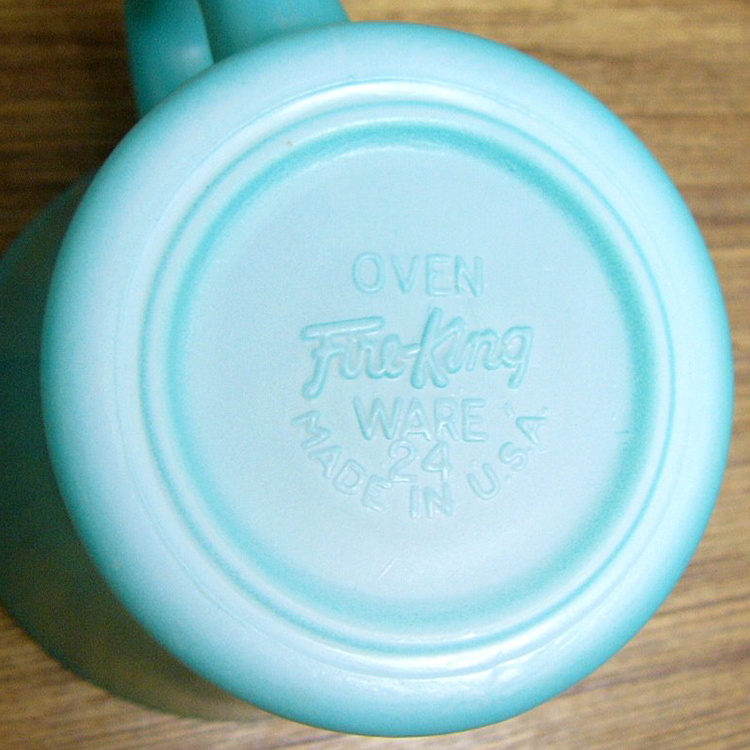 OVEN
Fire-King
WARE
24
MADE IN U.S.A.